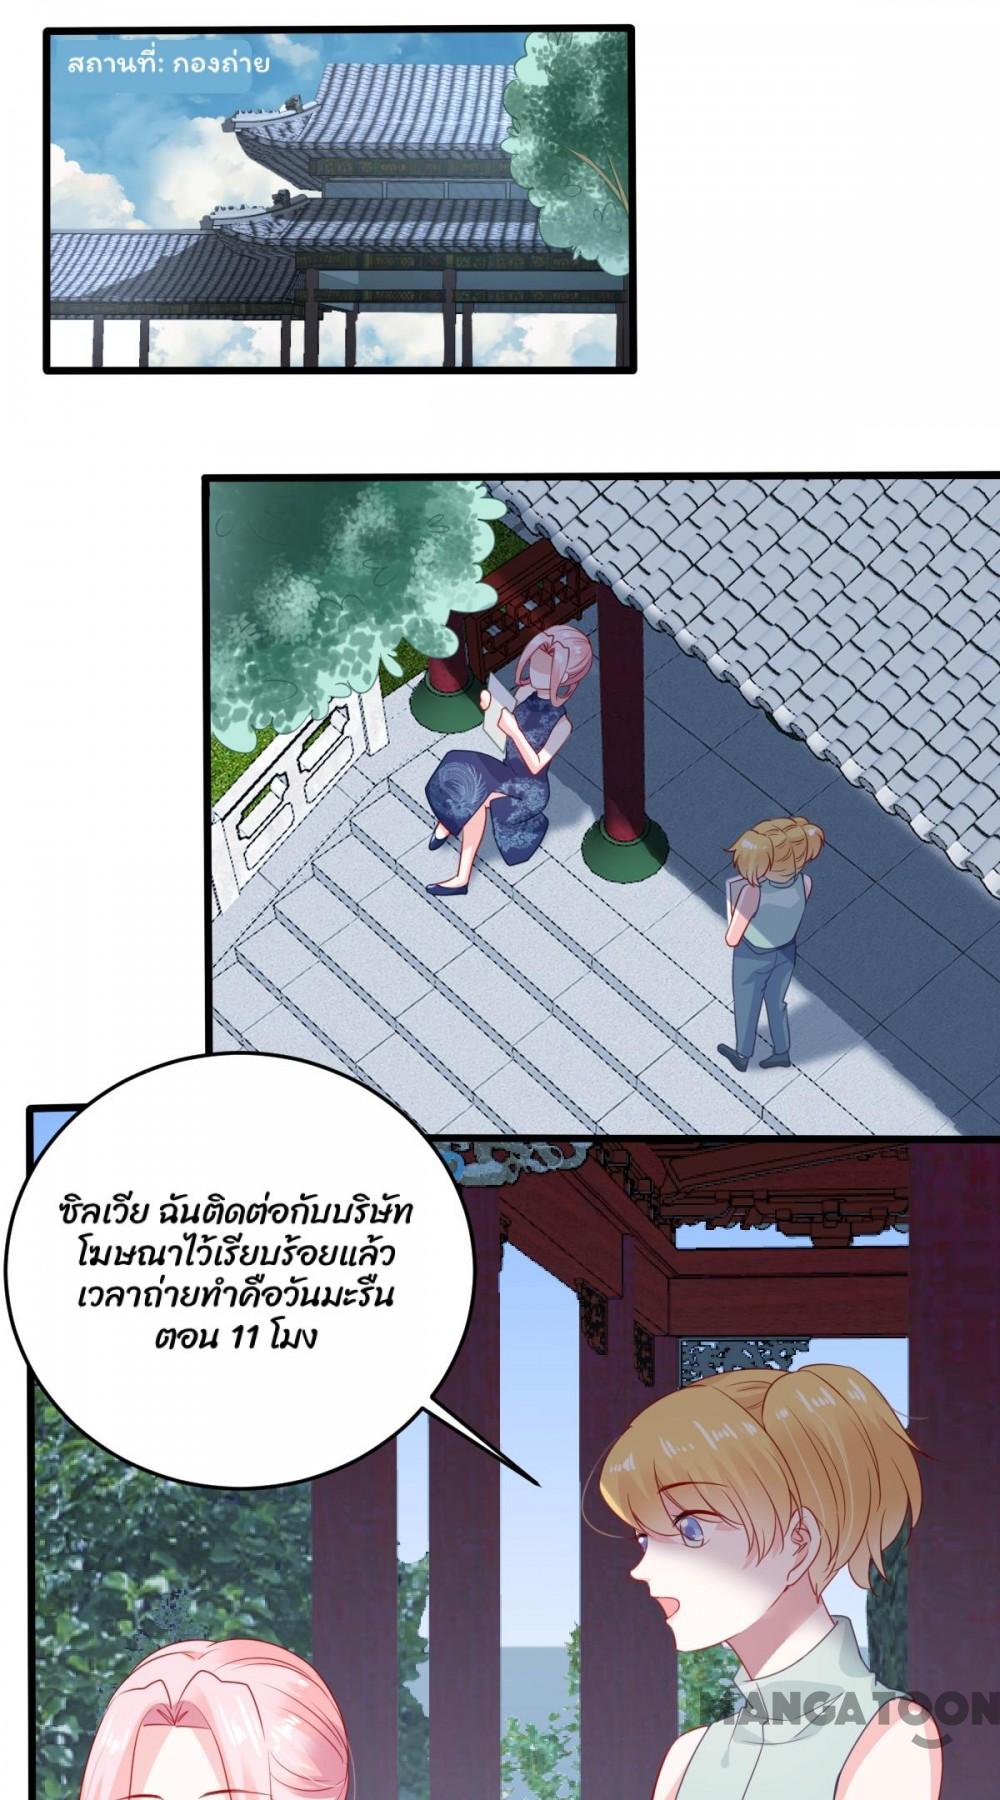 สถานที่: กองถ่าย
ซิลเวีย ฉันติดต่อกับบริษัท
โฆษณาไว้เรียบร้อยแล้ว
เวลาถ่ายทำคือวันมะรืน
ตอน 11 โมง
MANGATOON